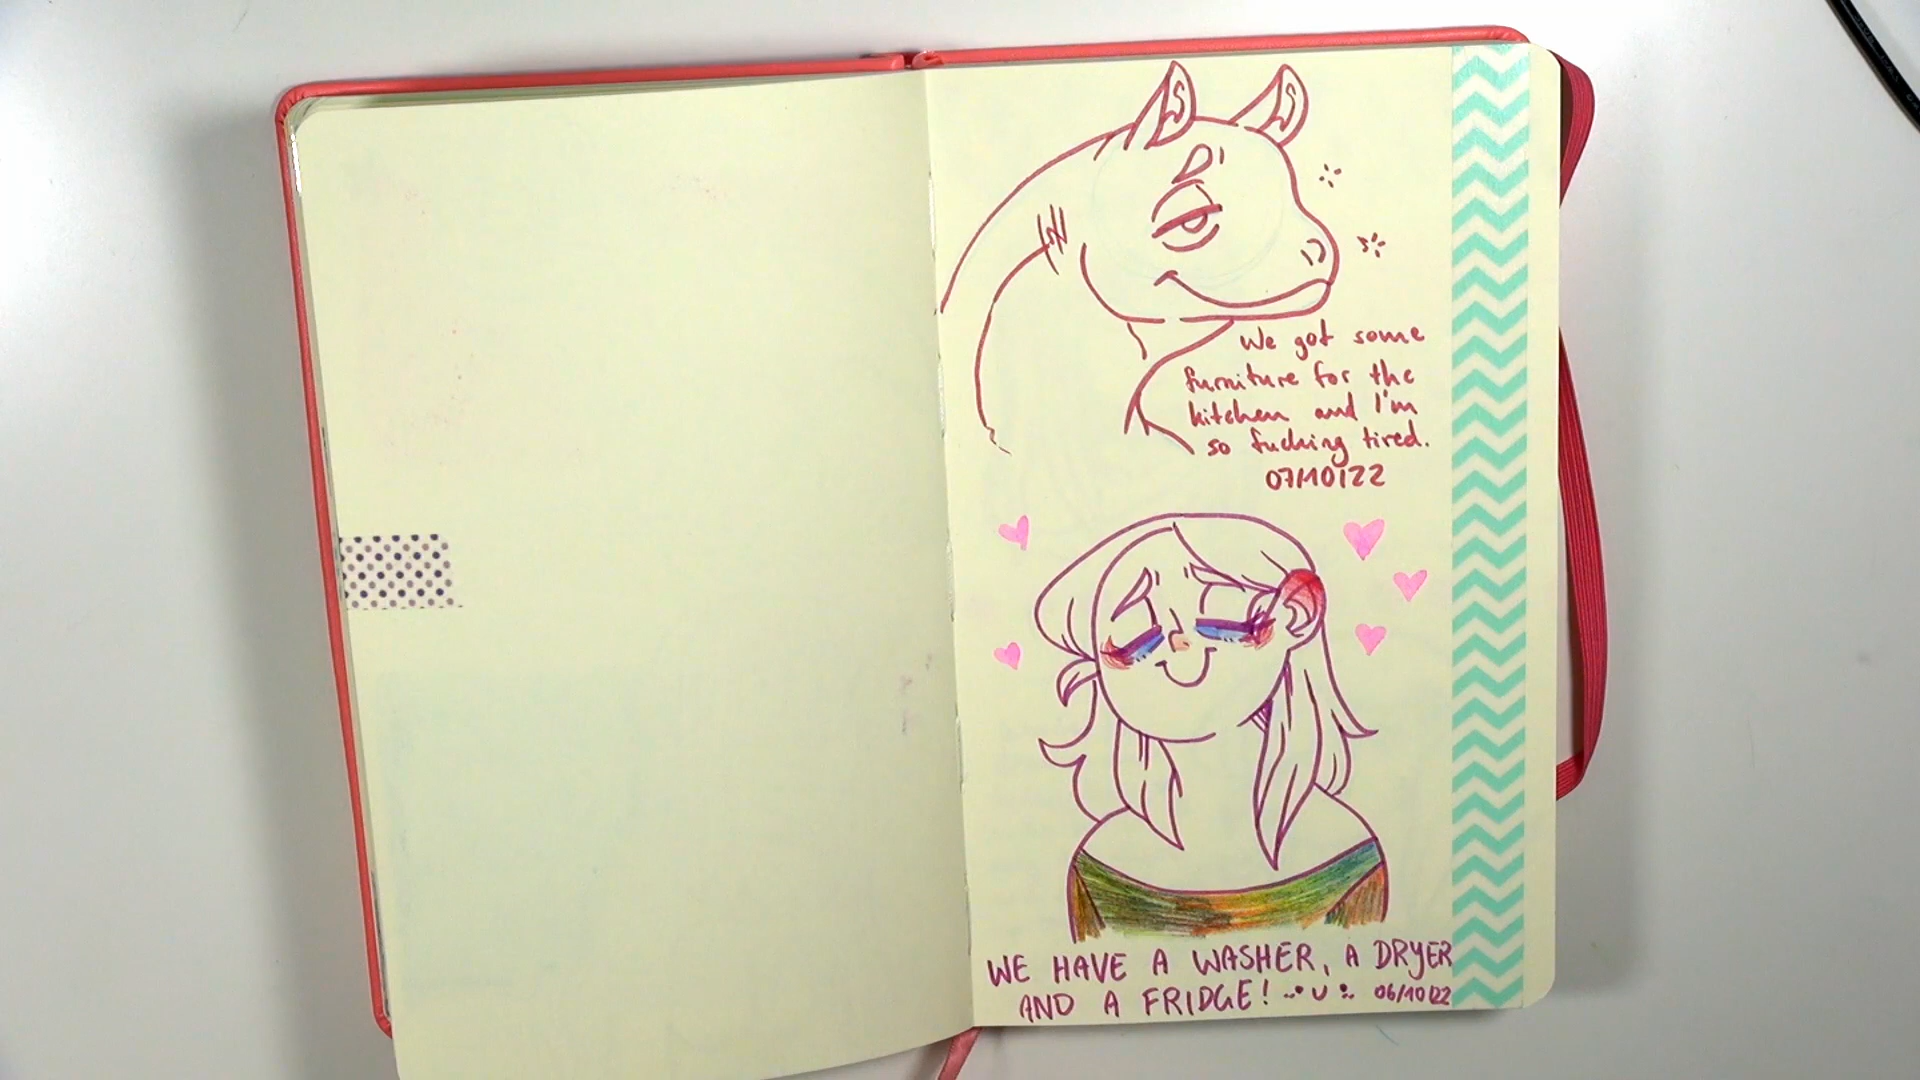 We got some
furniture for the
kitchen and I'm
so fucking tired.
07/10/22
WE HAVE A WASHER, A DRYER
AND A FRIDGE! 06/10/22